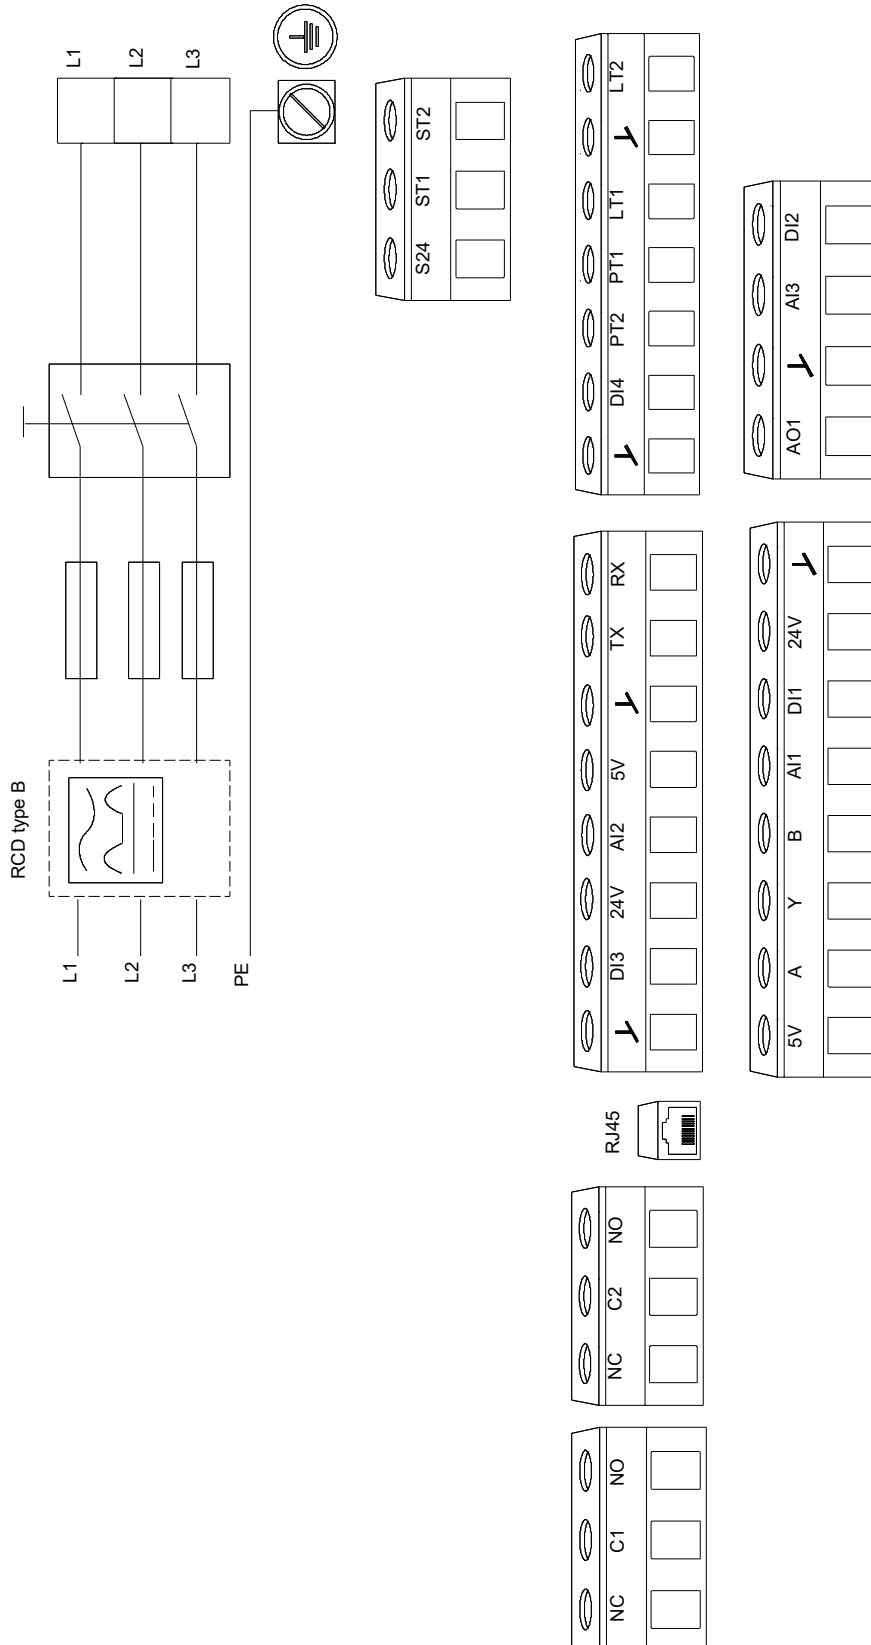 RCD type B
L1
L2
L3
L1
L2
L3
PE
ST2
ST1
S24
LT2
LT1
PT1
PT2
DI4
DI2
AI3
AO1
RX
TX
5V
AI2
24V
DI3
24V
DI1
AI1
B
Y
A
5V
RJ45
NO
C2
NC
NO
C1
NC